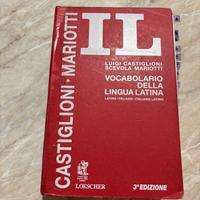 CASTIGLIONI · MARIOTTI
IL
LUIGI CASTIGLIONI
SCEVOLA MARIOTTI
VOCABOLARIO
DELLA
LINGUA LATINA
LATINO-ITALIANO · ITALIANO-LATINO
LOESCHER
3ª EDIZIONE